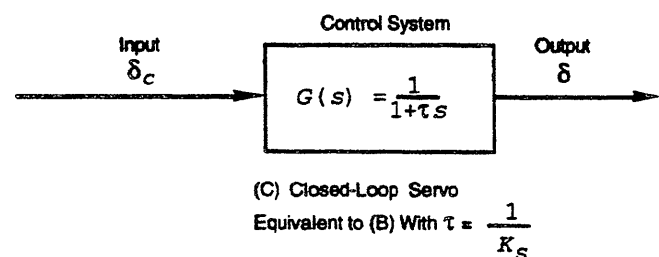 Control System
Input
δc
G(s) = 1/(1+τs)
Output
δ
(C) Closed-Loop Servo
Equivalent to (B) With τ = 1/KS